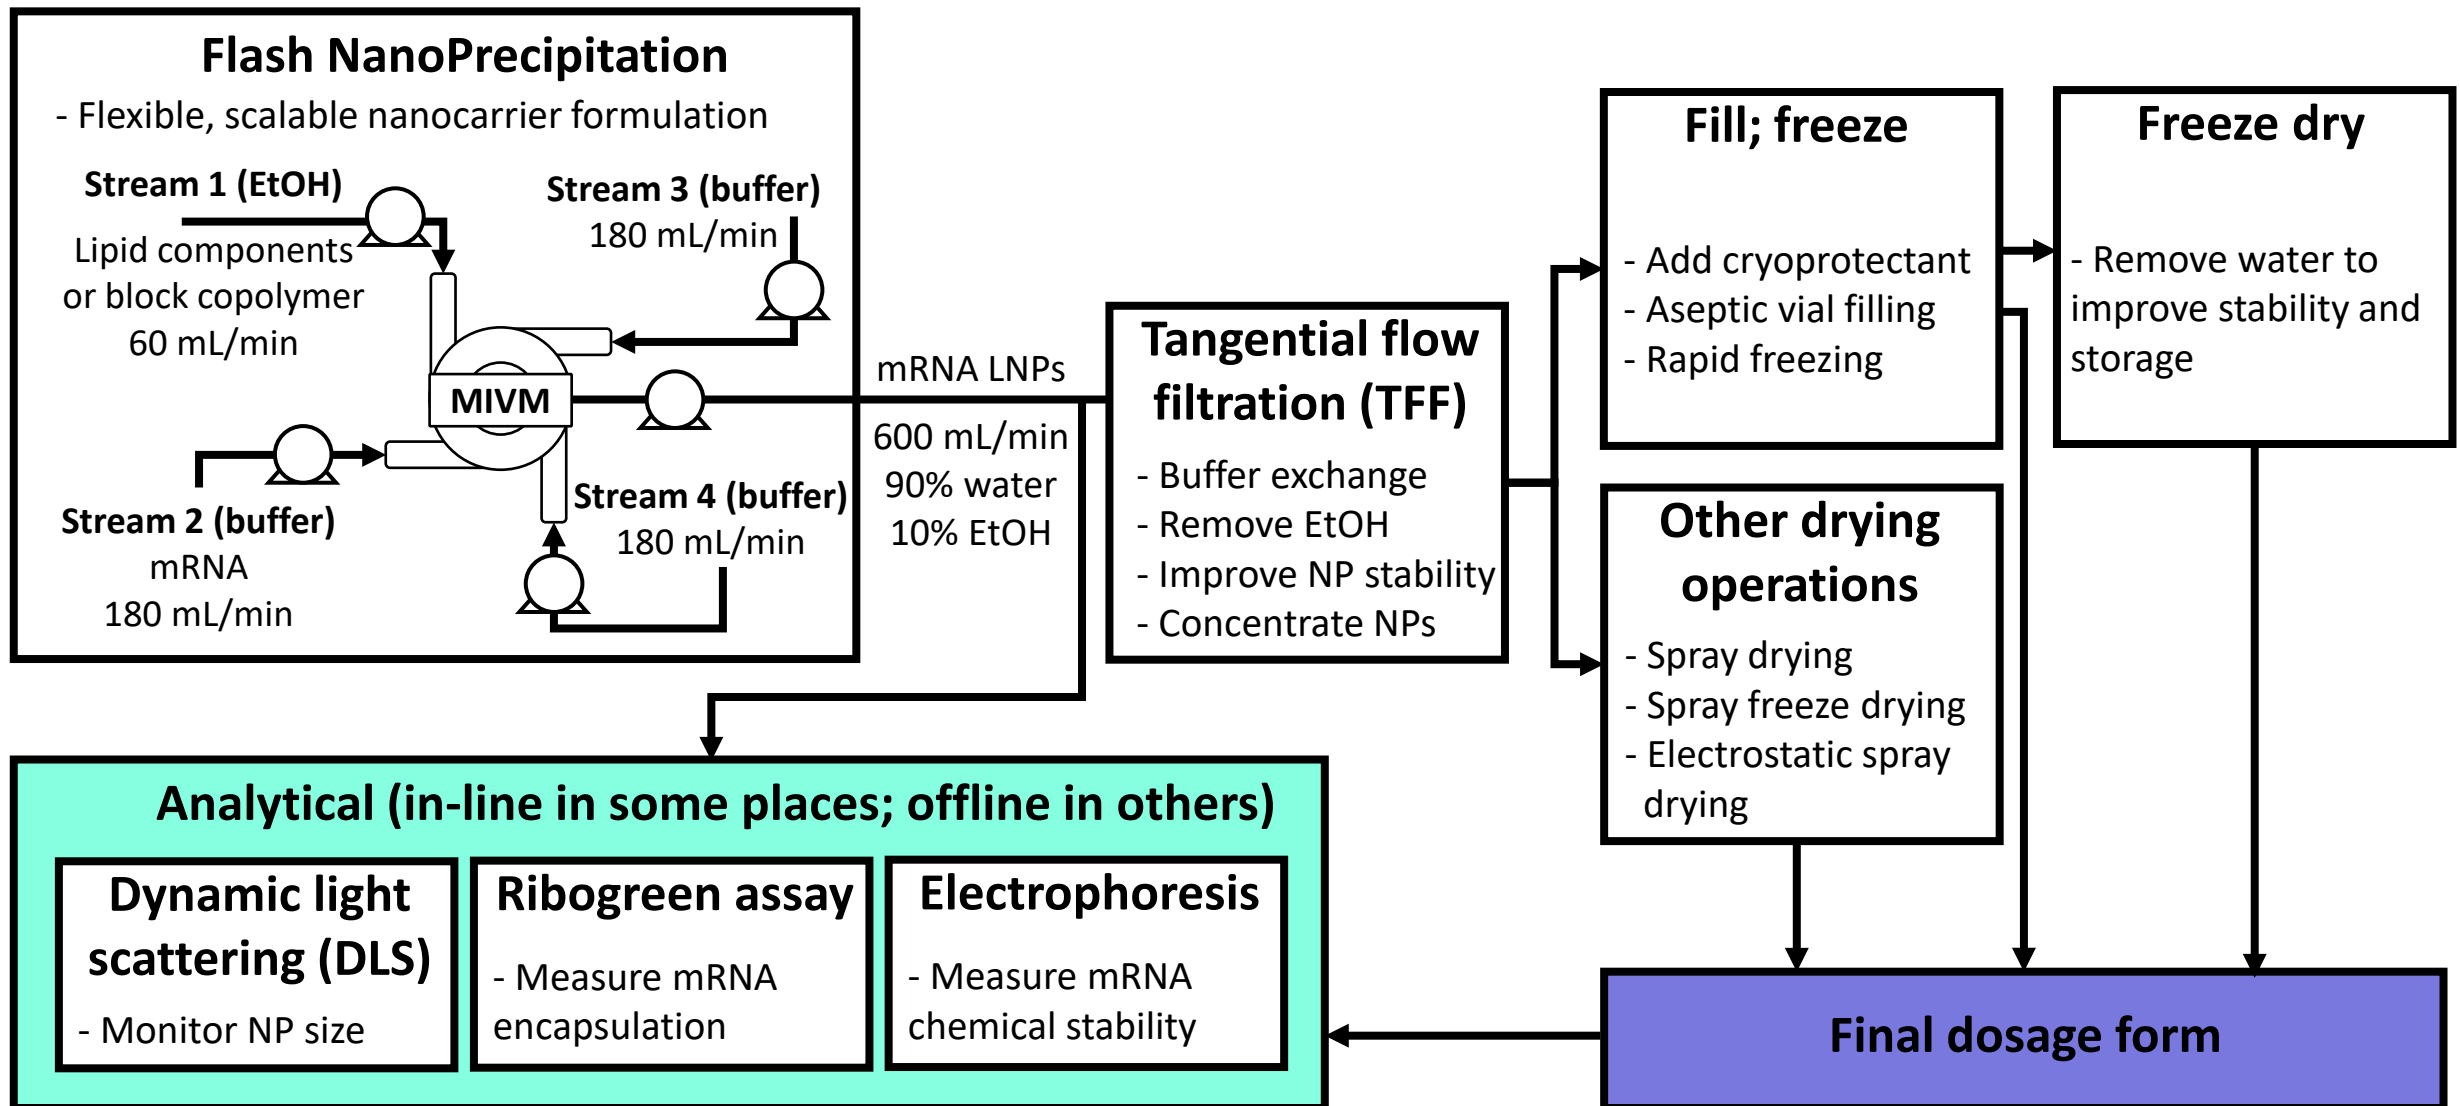 Flash NanoPrecipitation
- Flexible, scalable nanocarrier formulation
Stream 1 (EtOH)
Lipid components
or block copolymer
60 mL/min
Stream 3 (buffer)
180 mL/min
MIVM
Stream 2 (buffer)
mRNA
180 mL/min
Stream 4 (buffer)
180 mL/min
mRNA LNPs
600 mL/min
90% water
10% EtOH
Tangential flow
filtration (TFF)
- Buffer exchange
- Remove EtOH
- Improve NP stability
- Concentrate NPs
Fill; freeze
- Add cryoprotectant
- Aseptic vial filling
- Rapid freezing
Freeze dry
- Remove water to
improve stability and
storage
Other drying
operations
- Spray drying
- Spray freeze drying
- Electrostatic spray
drying
Analytical (in-line in some places; offline in others)
Dynamic light
scattering (DLS)
- Monitor NP size
Ribogreen assay
- Measure mRNA
encapsulation
Electrophoresis
- Measure mRNA
chemical stability
Final dosage form